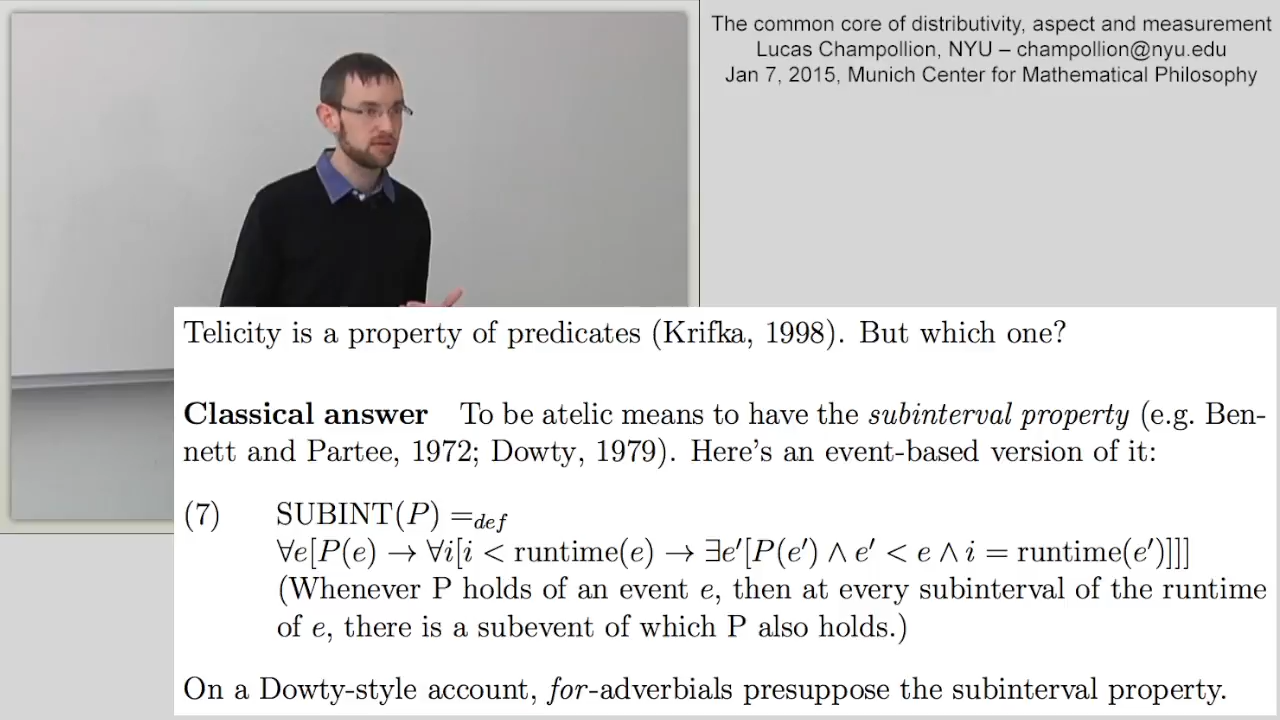 The common core of distributivity, aspect and measurement
Lucas Champollion, NYU – champollion@nyu.edu
Jan 7, 2015, Munich Center for Mathematical Philosophy
Telicity is a property of predicates (Krifka, 1998). But which one?
Classical answer To be atelic means to have the subinterval property (e.g. Ben-
nett and Partee, 1972; Dowty, 1979). Here's an event-based version of it:
(7) SUBINT(P) =def
∀e[P(e) → ∀i[i < runtime(e) → ∃e′[P(e′) ∧ e′ < e ∧ i = runtime(e′)]]]
(Whenever P holds of an event e, then at every subinterval of the runtime
of e, there is a subevent of which P also holds.)
On a Dowty-style account, for-adverbials presuppose the subinterval property.